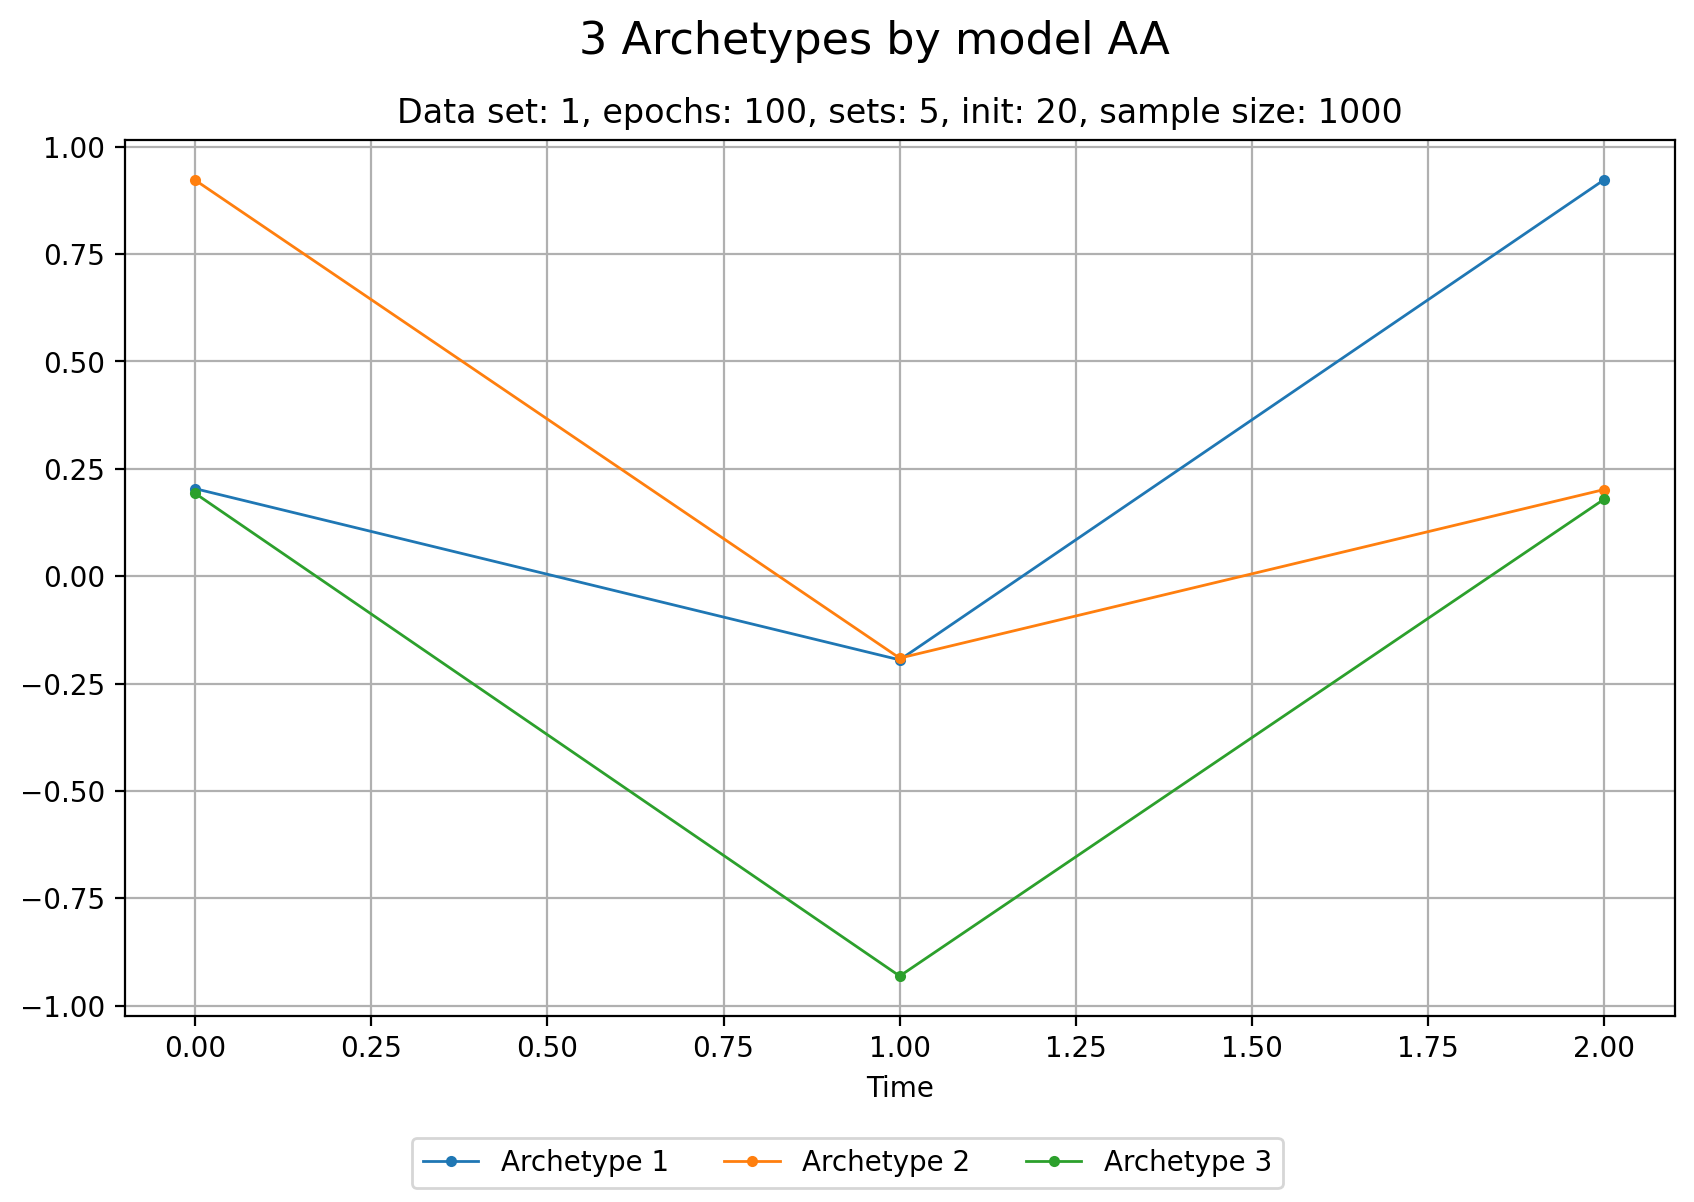 3 Archetypes by model AA
Data set: 1, epochs: 100, sets: 5, init: 20, sample size: 1000
1.00
0.75
0.50
0.25
0.00
−0.25
−0.50
−0.75
−1.00
0.00 0.25 0.50 0.75 1.00 1.25 1.50 1.75 2.00
Time
Archetype 1 Archetype 2 Archetype 3